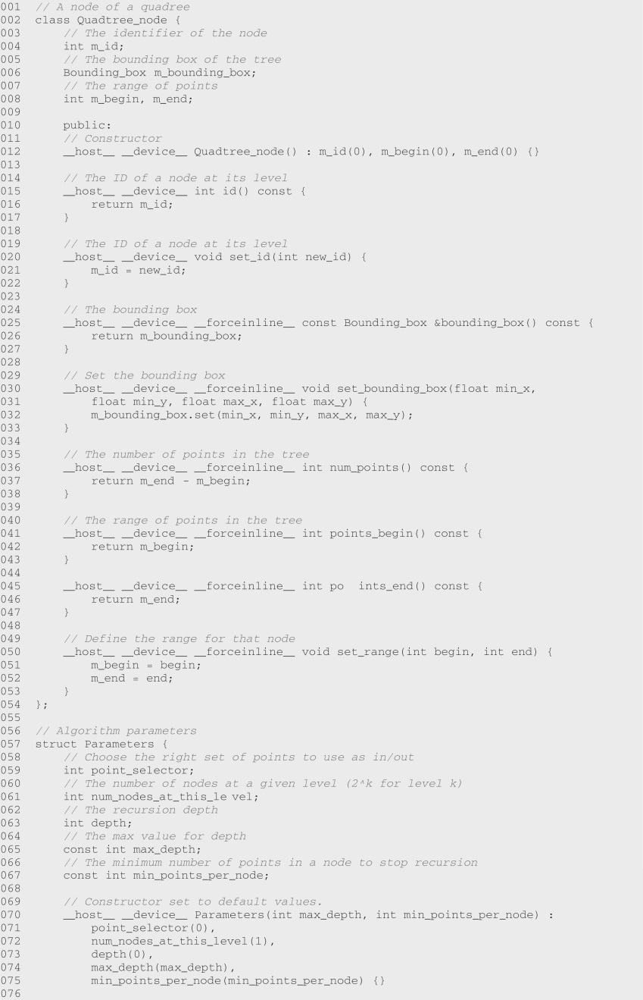 001 // A node of a quadree
002 class Quadtree_node {
003 // The identifier of the node
004 int m_id;
005 // The bounding box of the tree
006 Bounding_box m_bounding_box;
007 // The range of points
008 int m_begin, m_end;
009
010 public:
011 // Constructor
012 __host__ __device__ Quadtree_node() : m_id(0), m_begin(0), m_end(0) {}
013
014 // The ID of a node at its level
015 __host__ __device__ int id() const {
016 return m_id;
017 }
018
019 // The ID of a node at its level
020 __host__ __device__ void set_id(int new_id) {
021 m_id = new_id;
022 }
023
024 // The bounding box
025 __host__ __device__ __forceinline__ const Bounding_box &bounding_box() const {
026 return m_bounding_box;
027 }
028
029 // Set the bounding box
030 __host__ __device__ __forceinline__ void set_bounding_box(float min_x,
031 float min_y, float max_x, float max_y) {
032 m_bounding_box.set(min_x, min_y, max_x, max_y);
033 }
034
035 // The number of points in the tree
036 __host__ __device__ __forceinline__ int num_points() const {
037 return m_end - m_begin;
038 }
039
040 // The range of points in the tree
041 __host__ __device__ __forceinline__ int points_begin() const {
042 return m_begin;
043 }
044
045 __host__ __device__ __forceinline__ int po ints_end() const {
046 return m_end;
047 }
048
049 // Define the range for that node
050 __host__ __device__ __forceinline__ void set_range(int begin, int end) {
051 m_begin = begin;
052 m_end = end;
053 }
054 };
055
056 // Algorithm parameters
057 struct Parameters {
058 // Choose the right set of points to use as in/out
059 int point_selector;
060 // The number of nodes at a given level (2^k for level k)
061 int num_nodes_at_this_le vel;
062 // The recursion depth
063 int depth;
064 // The max value for depth
065 const int max_depth;
066 // The minimum number of points in a node to stop recursion
067 const int min_points_per_node;
068
069 // Constructor set to default values.
070 __host__ __device__ Parameters(int max_depth, int min_points_per_node) :
071 point_selector(0),
072 num_nodes_at_this_level(1),
073 depth(0),
074 max_depth(max_depth),
075 min_points_per_node(min_points_per_node) {}
076